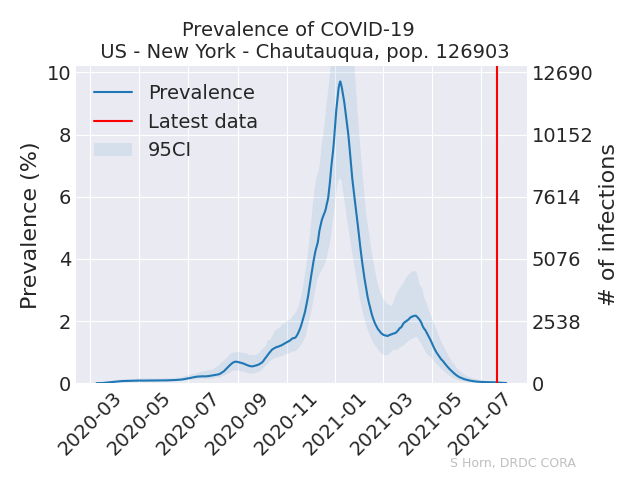 Prevalence of COVID-19
US - New York - Chautauqua, pop. 126903
Prevalence (%)
10
8
6
4
2
0
Prevalence
Latest data
95CI
12690
10152
7614
5076
2538
0
# of infections
2020-03
2020-05
2020-07
2020-09
2020-11
2021-01
2021-03
2021-05
2021-07
S Horn, DRDC CORA